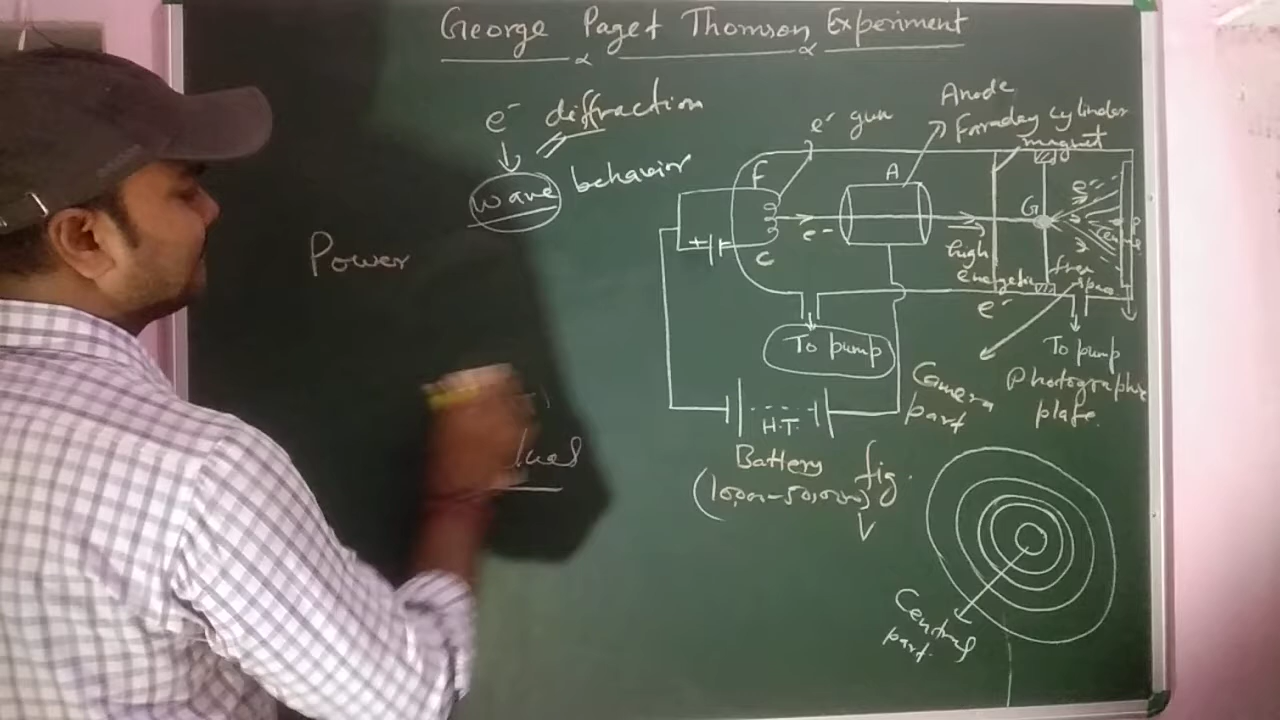 George Paget Thomson Experiment
e⁻ diffraction
wave behavior
Power
e⁻ gun
Anode
Faraday cylinder
magnet
F
A
G
e⁻
e⁻
+
C
high
energetic
e⁻
free
space
P
To pump
To pump
Photographic
plate.
Camera
part
H.T.
Battery
fig.
V
Central
part.